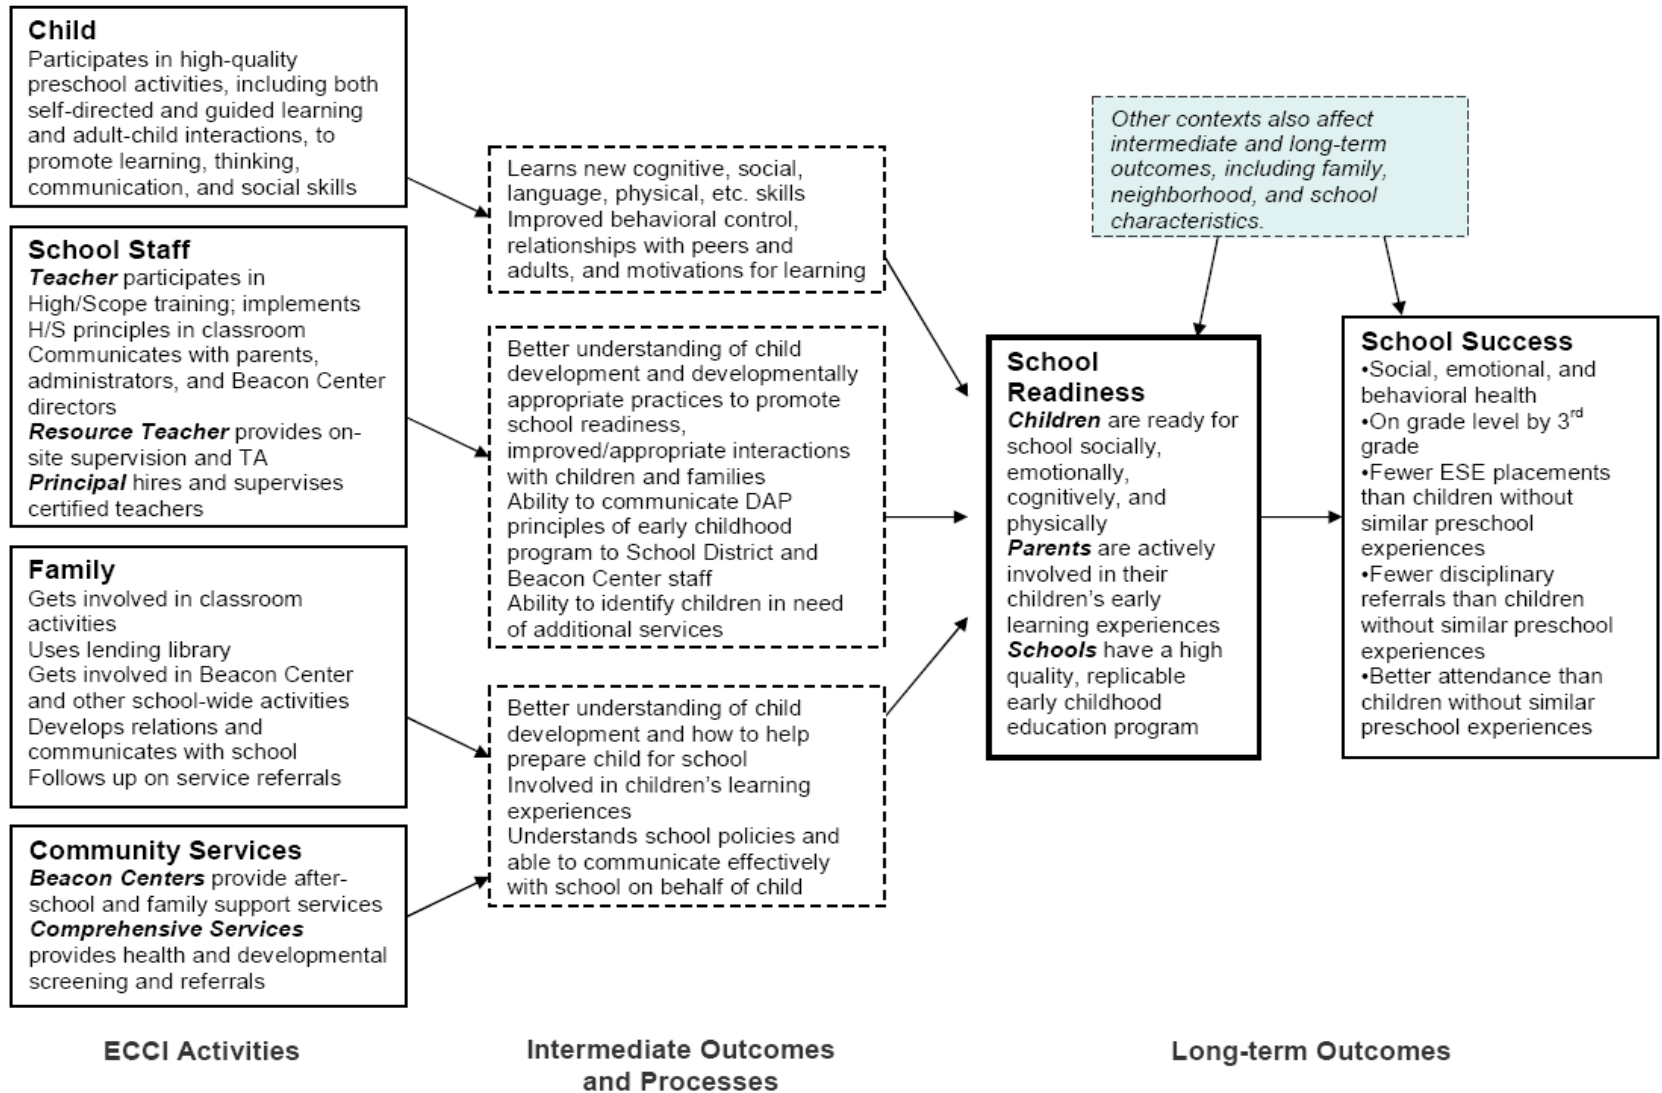 Child
Participates in high-quality
preschool activities, including both
self-directed and guided learning
and adult-child interactions, to
promote learning, thinking,
communication, and social skills
School Staff
Teacher participates in
High/Scope training; implements
H/S principles in classroom
Communicates with parents,
administrators, and Beacon Center
directors
Resource Teacher provides on-
site supervision and TA
Principal hires and supervises
certified teachers
Family
Gets involved in classroom
activities
Uses lending library
Gets involved in Beacon Center
and other school-wide activities
Develops relations and
communicates with school
Follows up on service referrals
Community Services
Beacon Centers provide after-
school and family support services
Comprehensive Services
provides health and developmental
screening and referrals
ECCI Activities
Learns new cognitive, social,
language, physical, etc. skills
Improved behavioral control,
relationships with peers and
adults, and motivations for learning
Better understanding of child
development and developmentally
appropriate practices to promote
school readiness,
improved/appropriate interactions
with children and families
Ability to communicate DAP
principles of early childhood
program to School District and
Beacon Center staff
Ability to identify children in need
of additional services
Better understanding of child
development and how to help
prepare child for school
Involved in children’s learning
experiences
Understands school policies and
able to communicate effectively
with school on behalf of child
Intermediate Outcomes
and Processes
Other contexts also affect
intermediate and long-term
outcomes, including family,
neighborhood, and school
characteristics.
School
Readiness
Children are ready for
school socially,
emotionally,
cognitively, and
physically
Parents are actively
involved in their
children’s early
learning experiences
Schools have a high
quality, replicable
early childhood
education program
School Success
•Social, emotional, and
behavioral health
•On grade level by 3rd
grade
•Fewer ESE placements
than children without
similar preschool
experiences
•Fewer disciplinary
referrals than children
without similar preschool
experiences
•Better attendance than
children without similar
preschool experiences
Long-term Outcomes